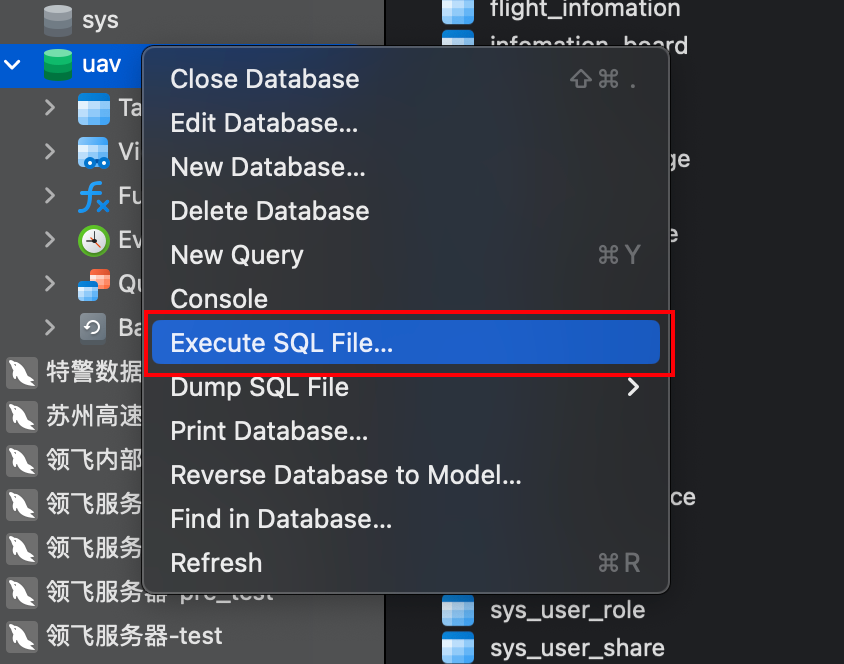 sys
uav
Ta
Vi
Fu
Ev
Qu
Ba
特警数据
苏州高速
领飞内部
领飞服务
领飞服务
领飞服务器-pre_test
领飞服务器-test
Close Database ⇧⌘ .
Edit Database...
New Database...
Delete Database
New Query ⌘ Y
Console
Execute SQL File...
Dump SQL File
Print Database...
Reverse Database to Model...
Find in Database...
Refresh ⌘ R
flight_infomation
infomation_board
ge
e
ce
sys_user_role
sys_user_share